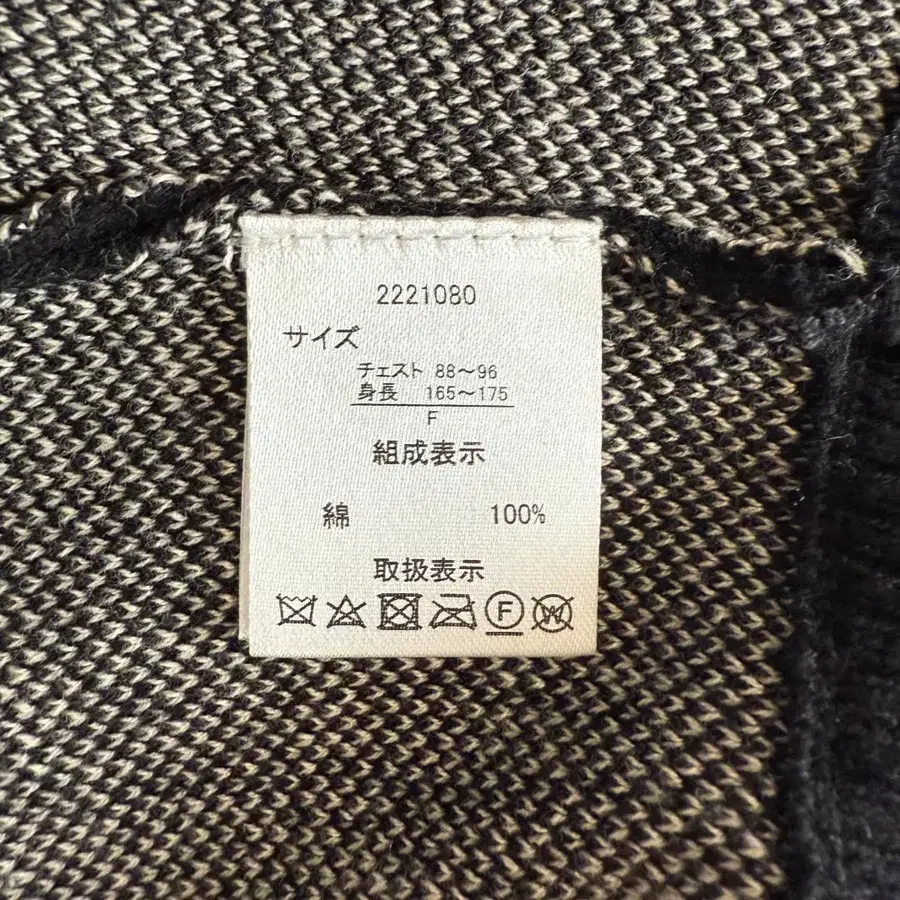 2221080
サイズ
チェスト 88～96
身長 165～175
F
組成表示
綿 100%
取扱表示
F W